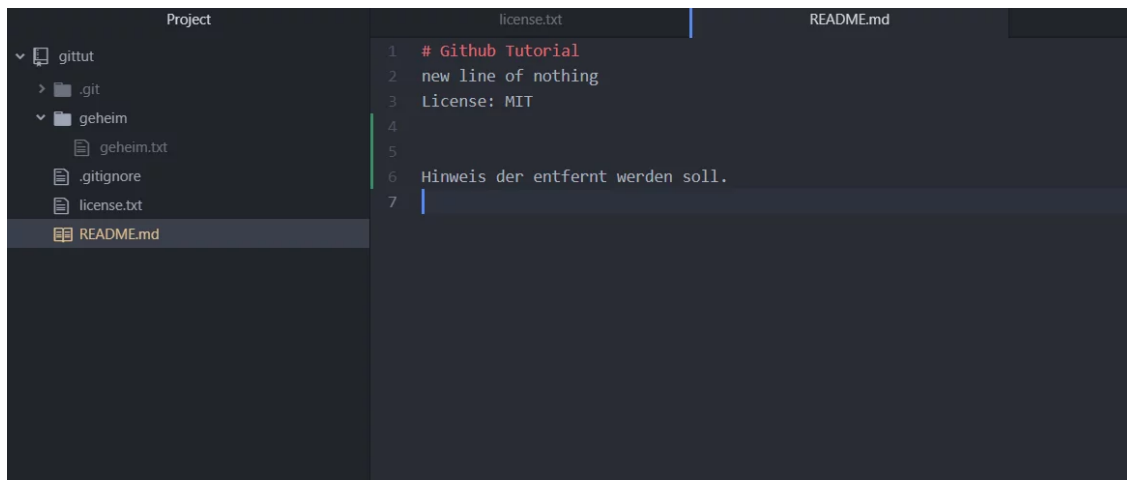 Project
gittut
.git
geheim
geheim.txt
.gitignore
license.txt
README.md
license.txt
README.md
1 # Github Tutorial
2 new line of nothing
3 License: MIT
4
5
6 Hinweis der entfernt werden soll.
7